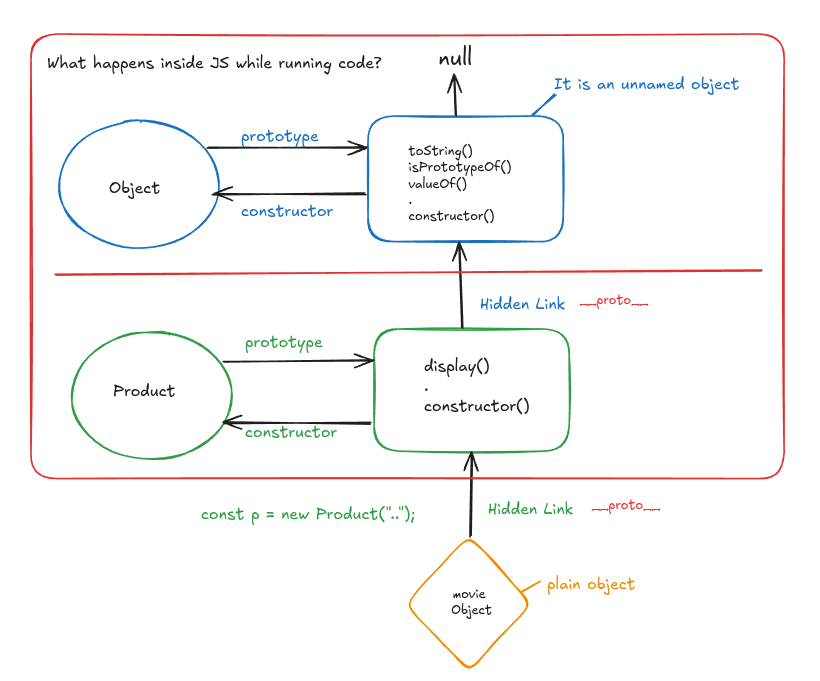 What happens inside JS while running code?
null
It is an unnamed object
prototype
Object
toString()
isPrototypeOf()
valueOf()
.
constructor()
constructor
Hidden Link __proto__
prototype
Product
display()
.
constructor()
constructor
const p = new Product("..");
Hidden Link __proto__
movie
Object
plain object